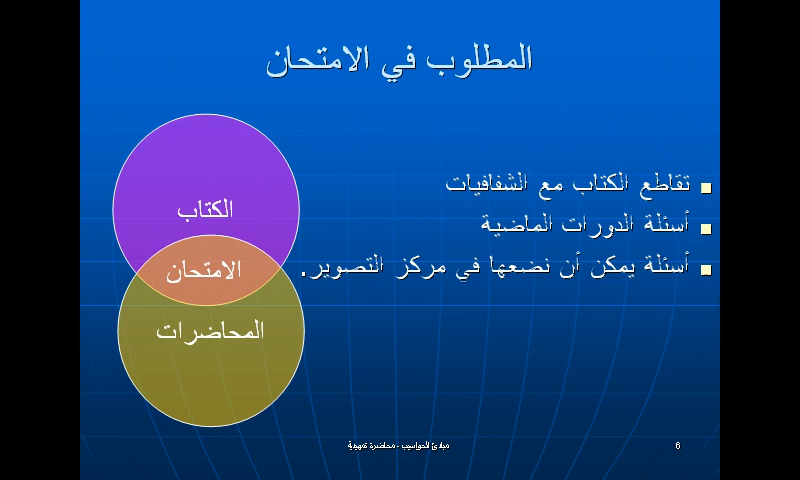 المطلوب في الامتحان
تقاطع الكتاب مع الشفافيات
أسئلة الدورات الماضية
أسئلة يمكن أن نضعها في مركز التصوير.
الكتاب
الامتحان
المحاضرات
مبادئ الحواسيب - محاضرة تمهيدية
6